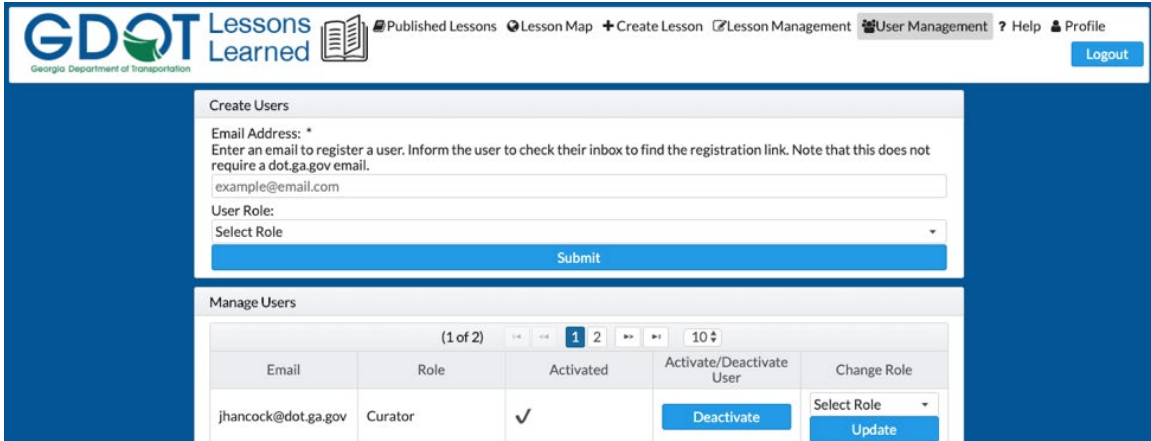 GDOT
Georgia Department of Transportation
Lessons
Learned
Published Lessons Lesson Map Create Lesson Lesson Management User Management ? Help Profile
Logout
Create Users
Email Address: *
Enter an email to register a user. Inform the user to check their inbox to find the registration link. Note that this does not
require a dot.ga.gov email.
example@email.com
User Role:
Select Role
Submit
Manage Users
(1 of 2) 1 2 10
Email Role Activated Activate/Deactivate User Change Role
jhancock@dot.ga.gov Curator Deactivate Select Role
Update